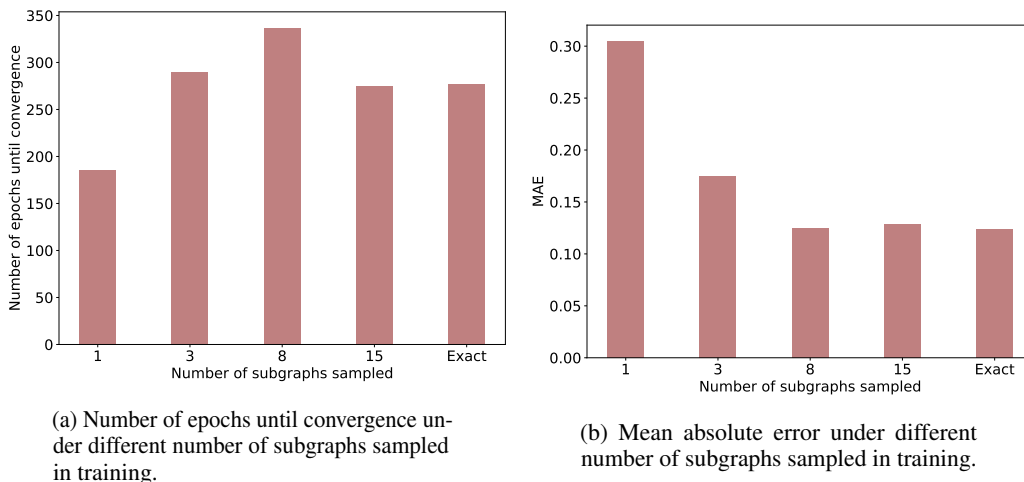 350
300
250
200
150
100
50
0
Number of epochs until convergence
1 3 8 15 Exact
Number of subgraphs sampled
(a) Number of epochs until convergence un-
der different number of subgraphs sampled
in training.
0.30
0.25
0.20
0.15
0.10
0.05
0.00
MAE
1 3 8 15 Exact
Number of subgraphs sampled
(b) Mean absolute error under different
number of subgraphs sampled in training.